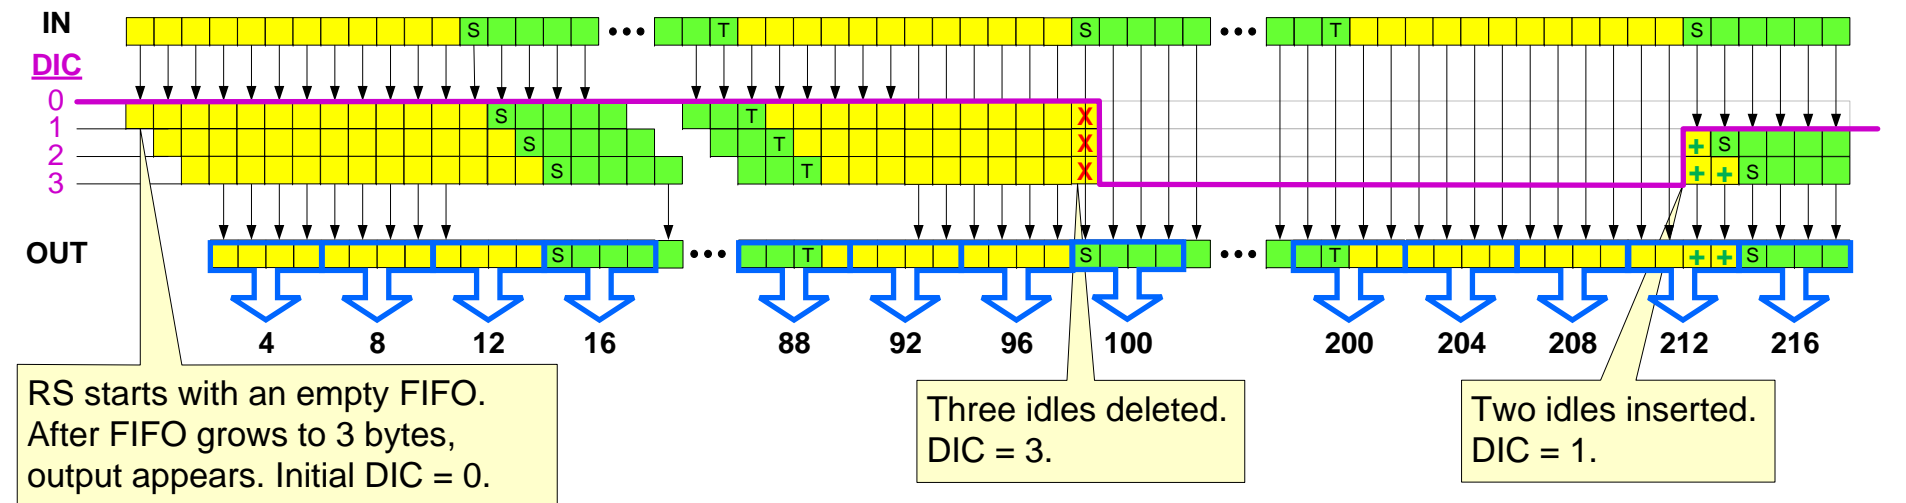 IN S ••• T S ••• T S
DIC
0
1 S T X
2 S T X + S
3 S T X + + S
OUT S ••• T S ••• T + + S
4 8 12 16 88 92 96 100 200 204 208 212 216
RS starts with an empty FIFO.
After FIFO grows to 3 bytes,
output appears. Initial DIC = 0.
Three idles deleted.
DIC = 3.
Two idles inserted.
DIC = 1.